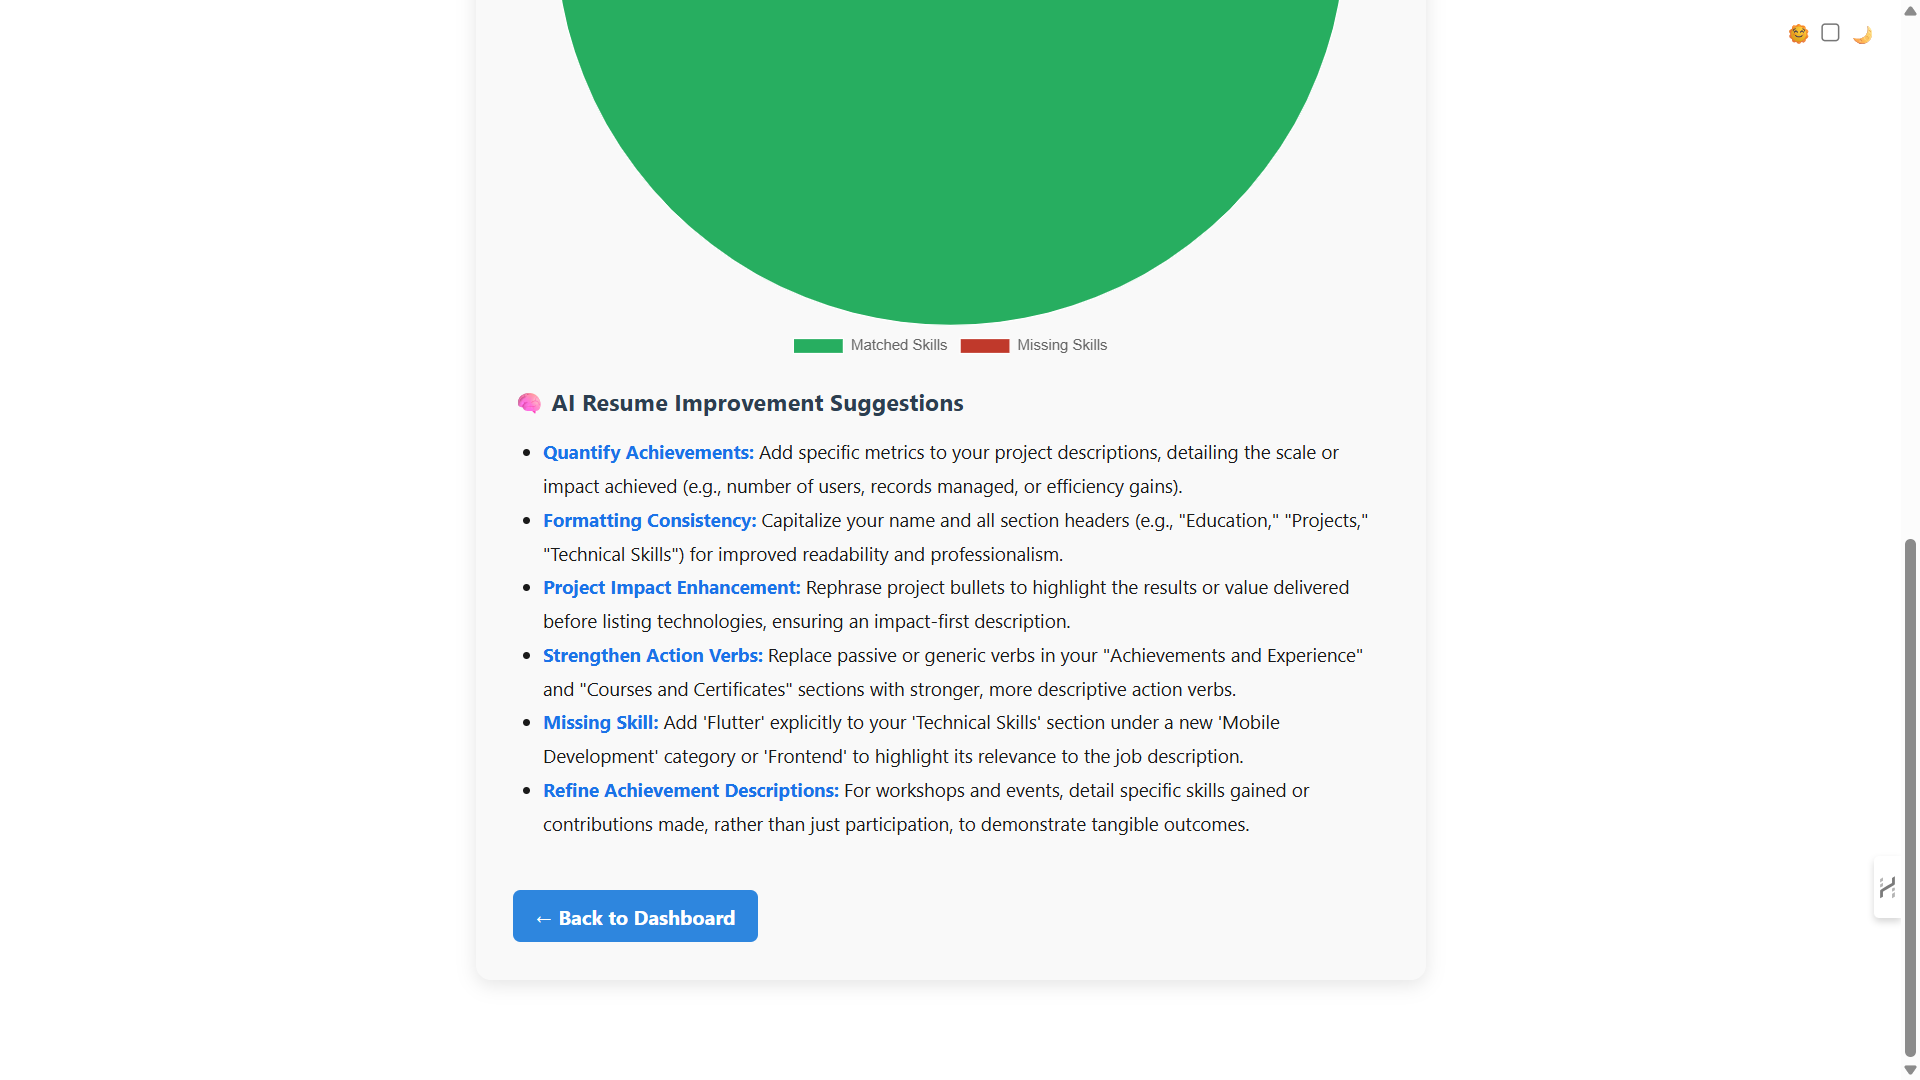 Matched Skills Missing Skills
AI Resume Improvement Suggestions
Quantify Achievements: Add specific metrics to your project descriptions, detailing the scale or
impact achieved (e.g., number of users, records managed, or efficiency gains).
Formatting Consistency: Capitalize your name and all section headers (e.g., "Education," "Projects,"
"Technical Skills") for improved readability and professionalism.
Project Impact Enhancement: Rephrase project bullets to highlight the results or value delivered
before listing technologies, ensuring an impact-first description.
Strengthen Action Verbs: Replace passive or generic verbs in your "Achievements and Experience"
and "Courses and Certificates" sections with stronger, more descriptive action verbs.
Missing Skill: Add 'Flutter' explicitly to your 'Technical Skills' section under a new 'Mobile
Development' category or 'Frontend' to highlight its relevance to the job description.
Refine Achievement Descriptions: For workshops and events, detail specific skills gained or
contributions made, rather than just participation, to demonstrate tangible outcomes.
← Back to Dashboard